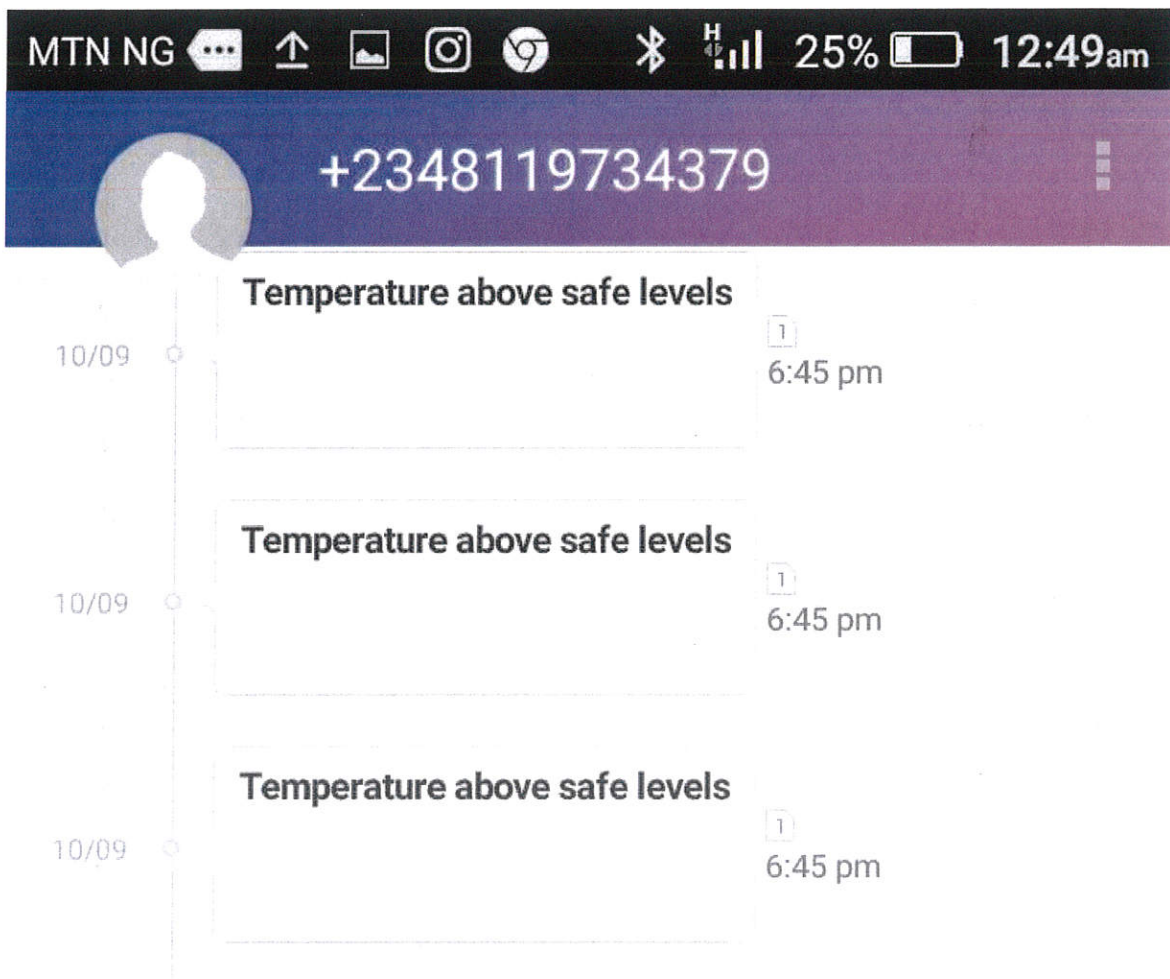 MTN NG 25% 12:49am
+2348119734379
Temperature above safe levels
10/09
1
6:45 pm
Temperature above safe levels
10/09
1
6:45 pm
Temperature above safe levels
10/09
1
6:45 pm